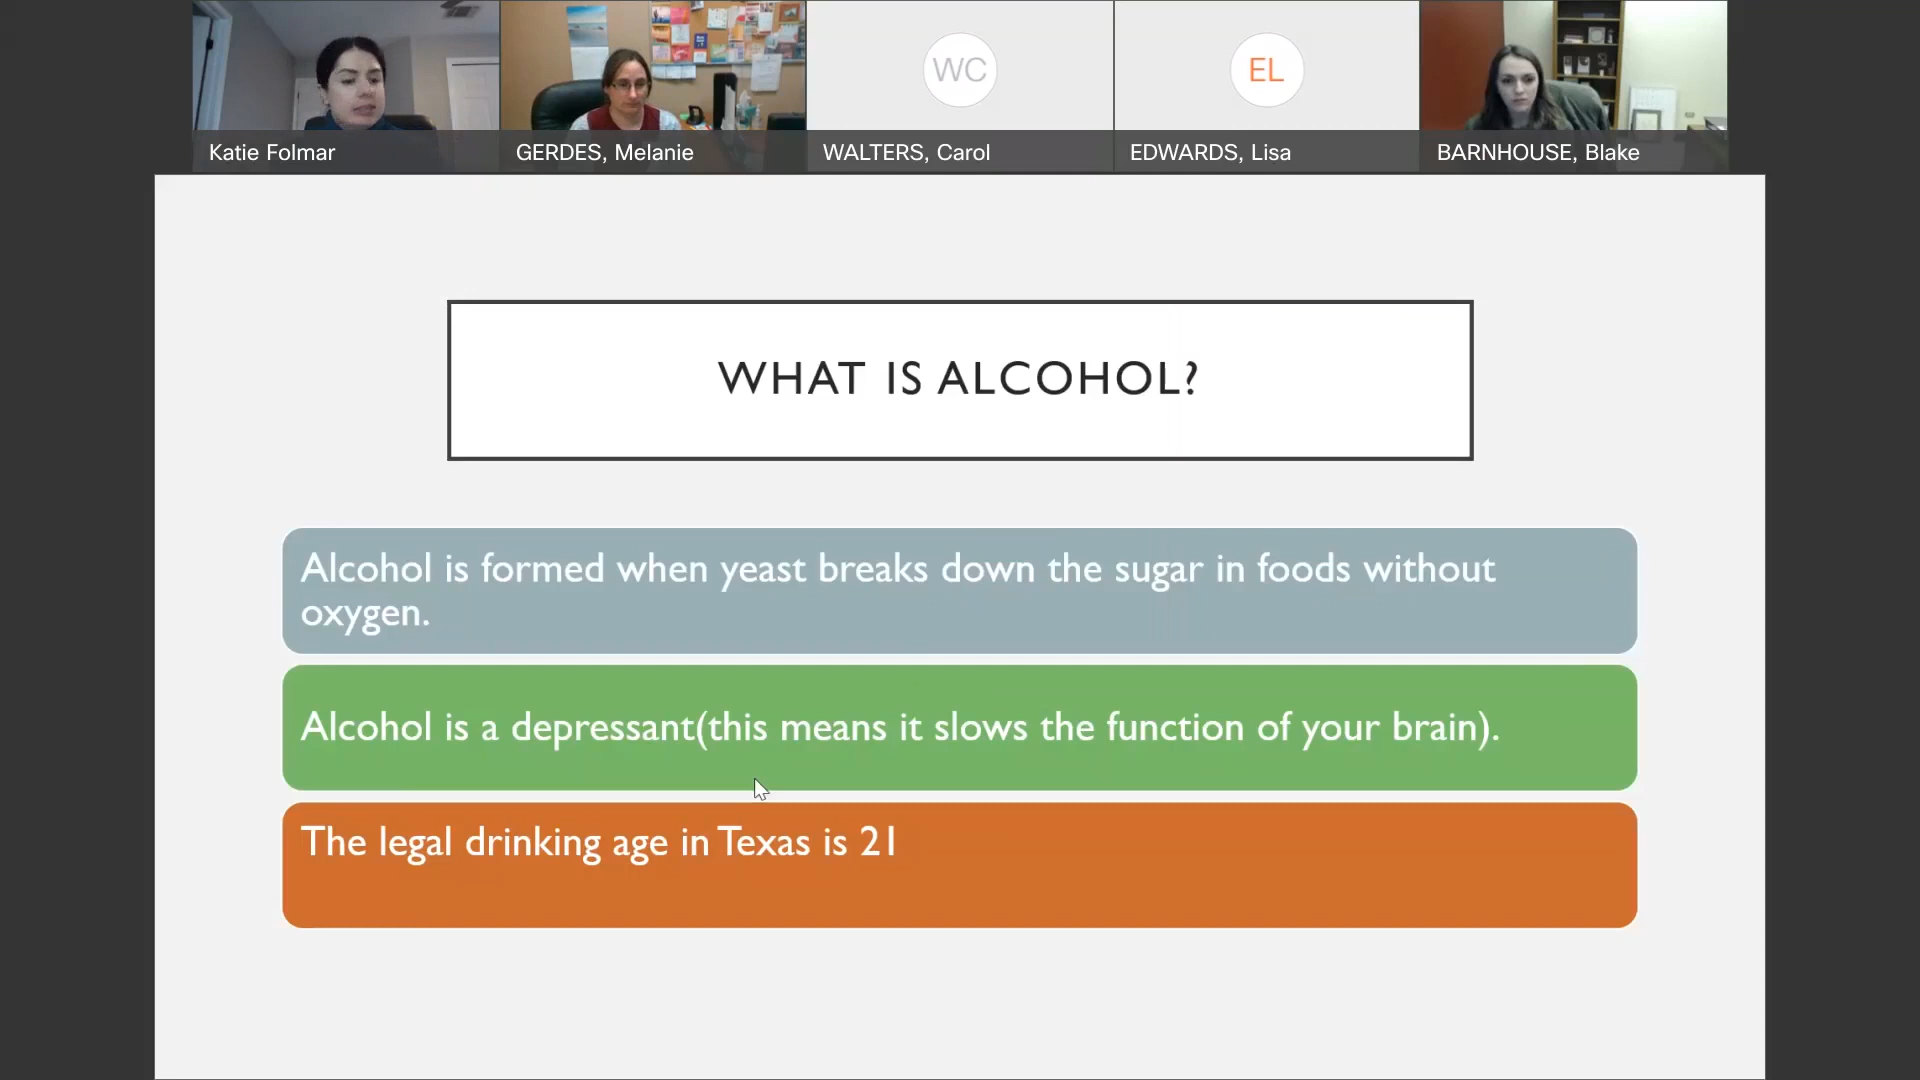 WC
EL
Katie Folmar
GERDES, Melanie
WALTERS, Carol
EDWARDS, Lisa
BARNHOUSE, Blake
WHAT IS ALCOHOL?
Alcohol is formed when yeast breaks down the sugar in foods without
oxygen.
Alcohol is a depressant(this means it slows the function of your brain).
The legal drinking age in Texas is 21